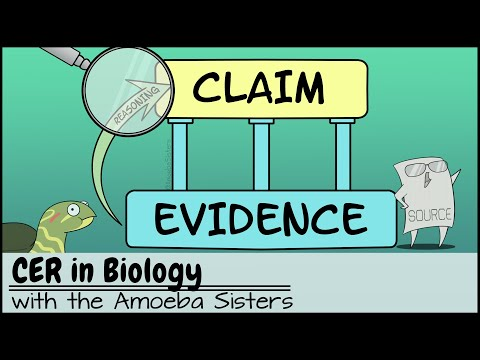 REASONING
CLAIM
EVIDENCE
SOURCE
CER in Biology
with the Amoeba Sisters